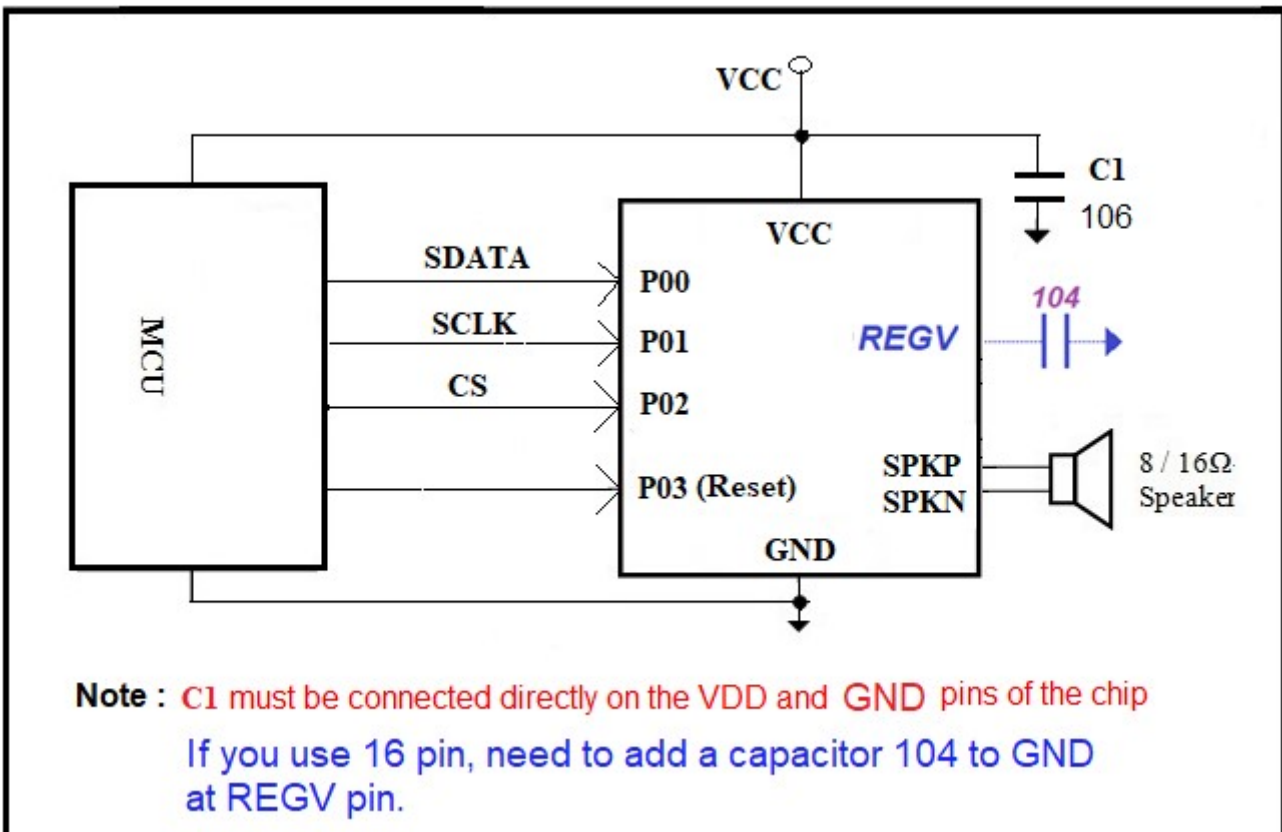 VCC
C1
106
VCC
SDATA
P00
104
SCLK
P01
REGV
MCU
CS
P02
SPKP
8 / 16Ω
Speaker
P03 (Reset)
SPKN
GND
Note : C1 must be connected directly on the VDD and GND pins of the chip
If you use 16 pin, need to add a capacitor 104 to GND
at REGV pin.